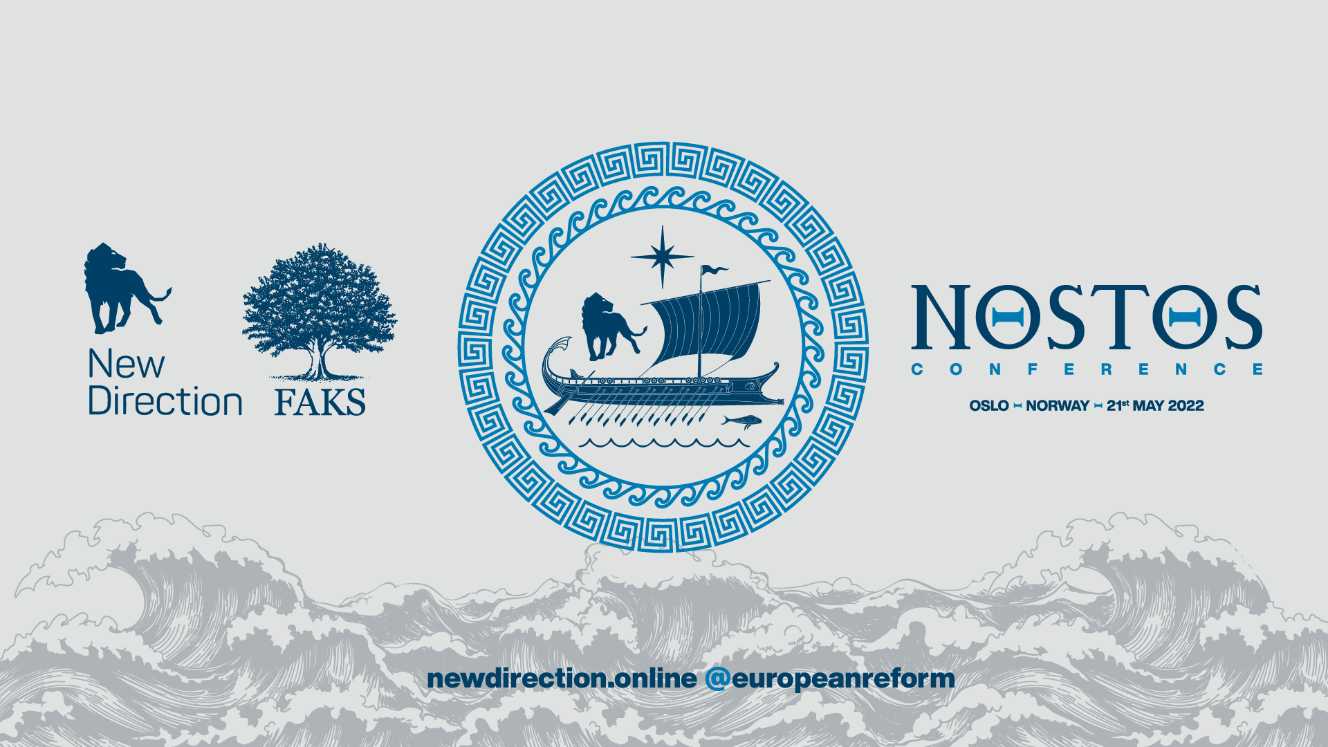 New
Direction
FAKS
NOSTOS
CONFERENCE
OSLO NORWAY 21st MAY 2022
newdirection.online @europeanreform